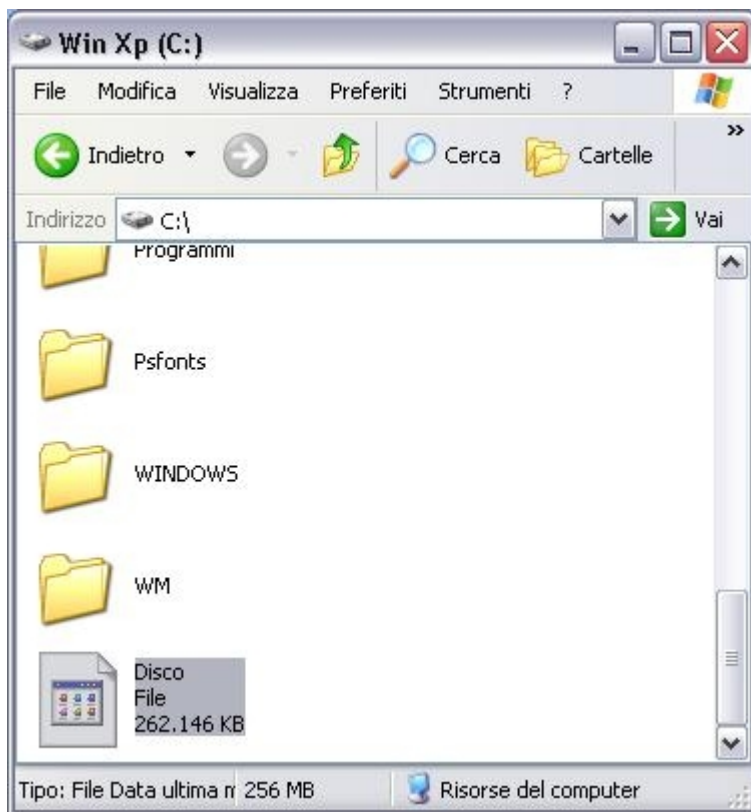 Win Xp (C:)
File Modifica Visualizza Preferiti Strumenti ?
Indietro Cerca Cartelle »
Indirizzo C:\ Vai
Programmi
Psfonts
WINDOWS
WM
Disco
File
262.146 KB
Tipo: File Data ultima 256 MB Risorse del computer